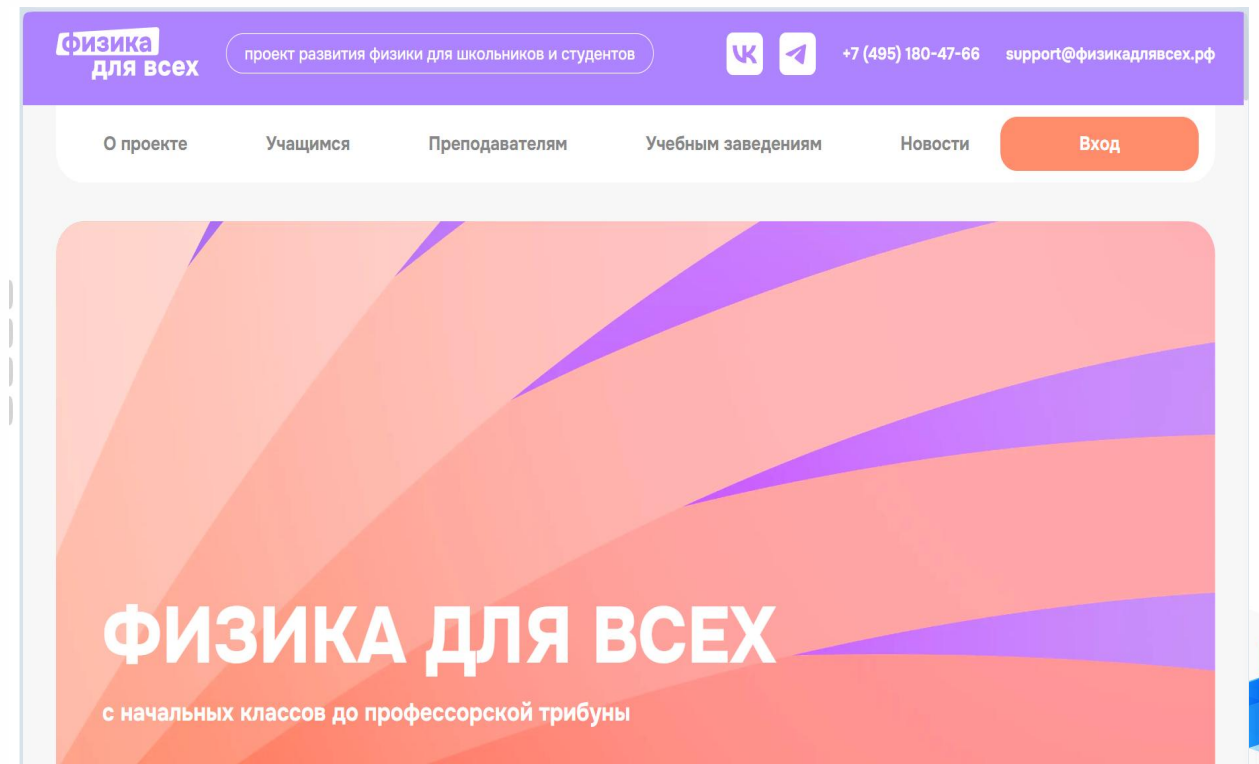 физика
для всех
проект развития физики для школьников и студентов
+7 (495) 180-47-66
support@физикадлявсех.рф
О проекте
Учащимся
Преподавателям
Учебным заведениям
Новости
Вход
ФИЗИКА ДЛЯ ВСЕХ
с начальных классов до профессорской трибуны